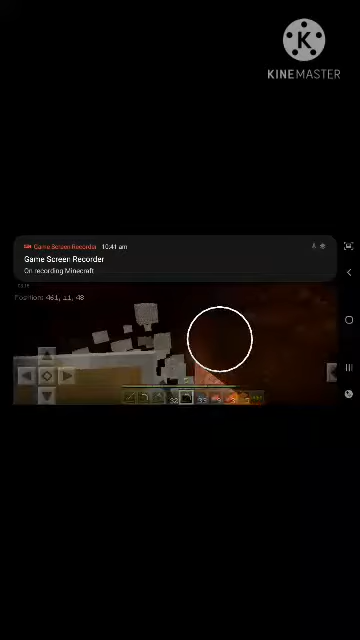 KINEMASTER
Game Screen Recorder 10:41 am
Game Screen Recorder
On recording Minecraft
Position: 461, 11, 48